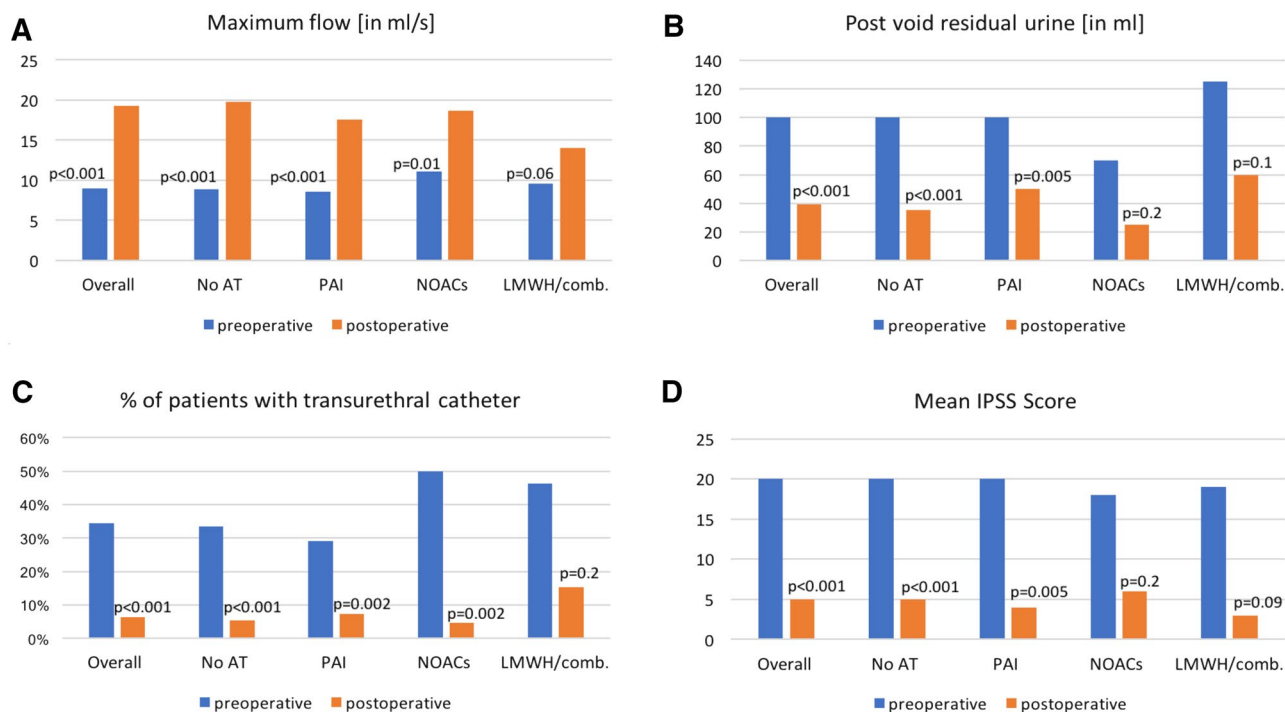 A
Maximum flow [in ml/s]
25
20
15
10
5
0
p<0.001
p<0.001
p<0.001
p=0.01
p=0.06
Overall
No AT
PAI
NOACs
LMWH/comb.
preoperative
postoperative
B
Post void residual urine [in ml]
140
120
100
80
60
40
20
0
p<0.001
p<0.001
p=0.005
p=0.2
p=0.1
Overall
No AT
PAI
NOACs
LMWH/comb.
preoperative
postoperative
C
% of patients with transurethral catheter
60%
50%
40%
30%
20%
10%
0%
p<0.001
p<0.001
p=0.002
p=0.002
p=0.2
Overall
No AT
PAI
NOACs
LMWH/comb.
preoperative
postoperative
D
Mean IPSS Score
25
20
15
10
5
0
p<0.001
p<0.001
p=0.005
p=0.2
p=0.09
Overall
No AT
PAI
NOACs
LMWH/comb.
preoperative
postoperative